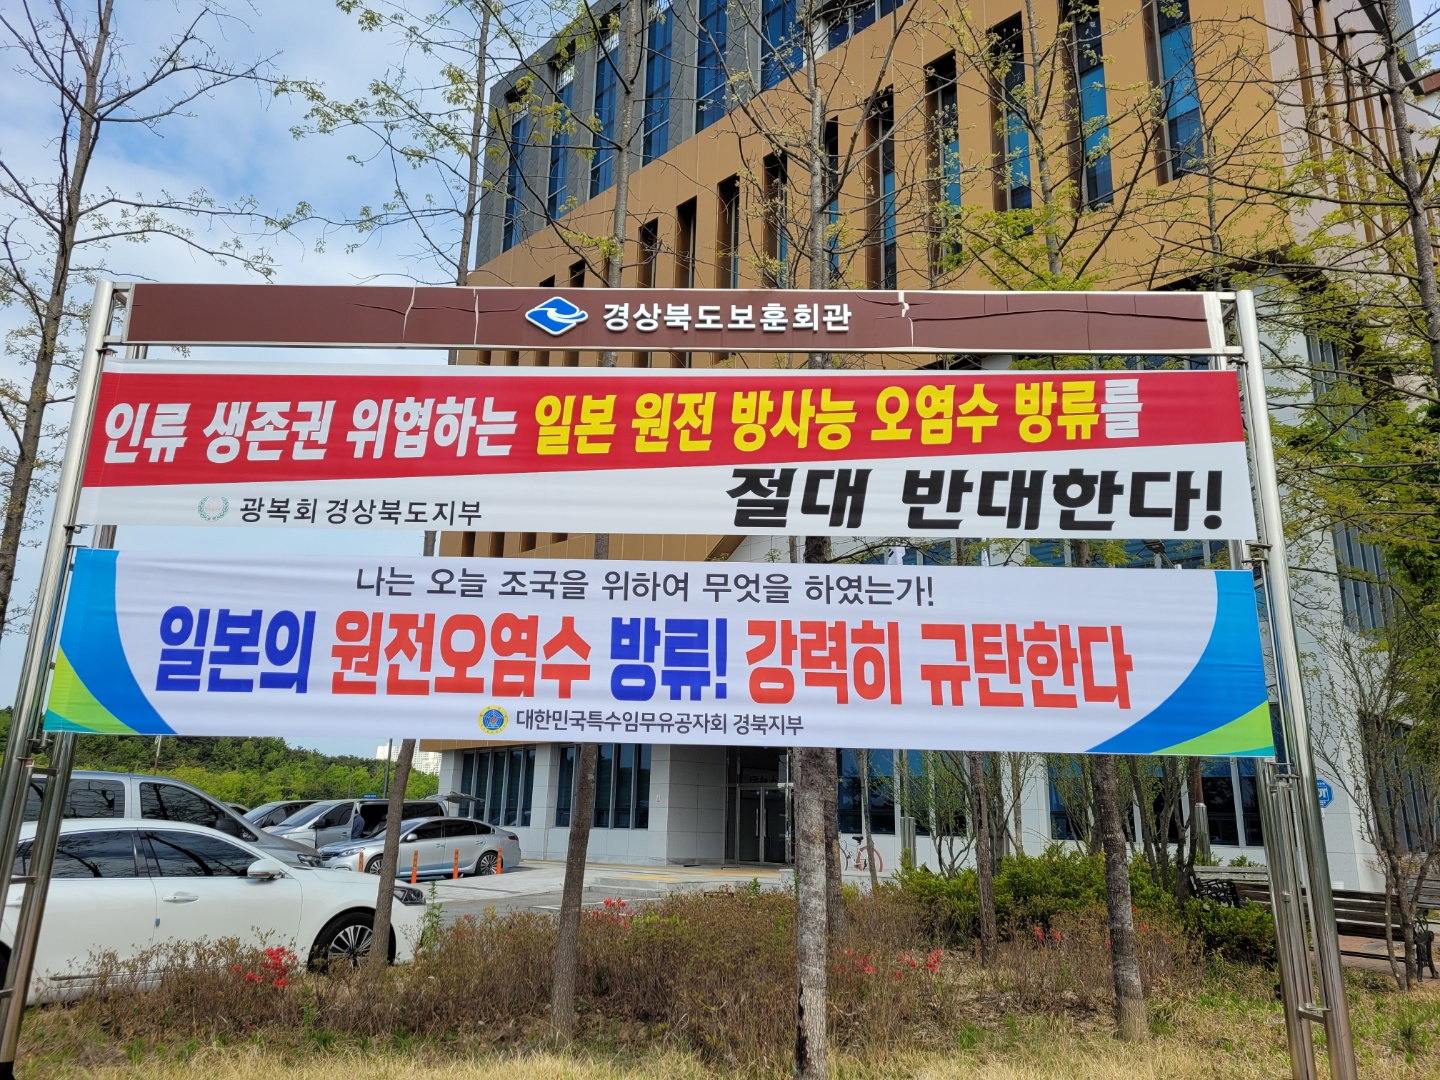 경상북도보훈회관
인류 생존권 위협하는 일본 원전 방사능 오염수 방류를
절대 반대한다!
광복회 경상북도지부
나는 오늘 조국을 위하여 무엇을 하였는가!
일본의 원전오염수 방류! 강력히 규탄한다
대한민국특수임무유공자회 경북지부